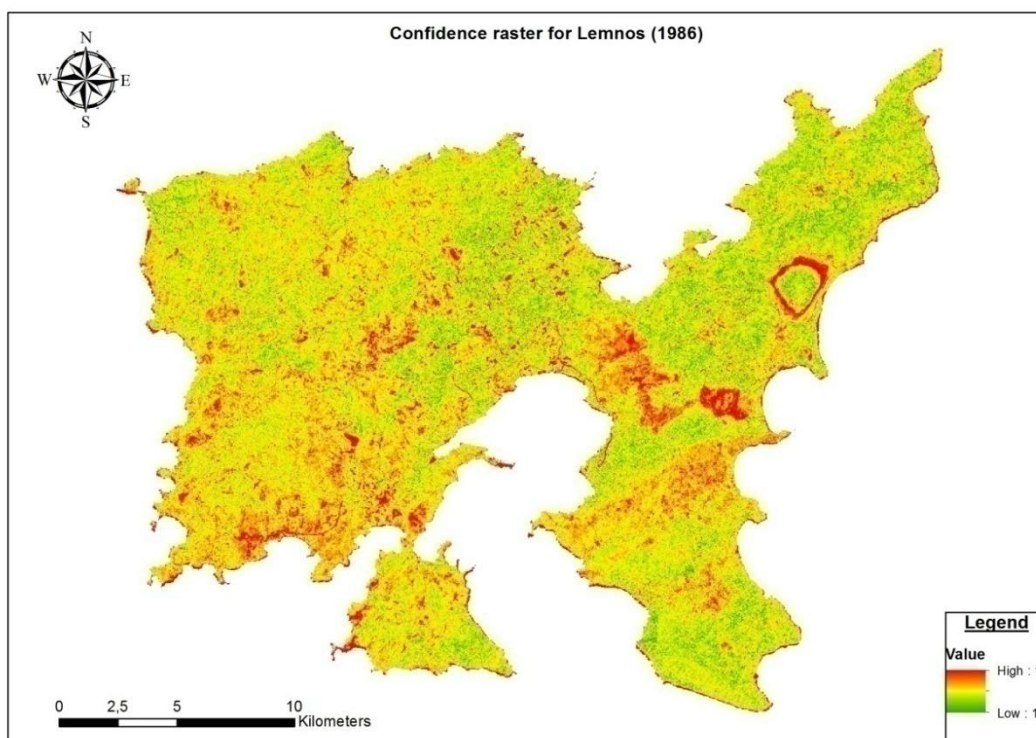 Confidence raster for Lemnos (1986)
N
W E
S
Legend
Value
High :
Low : 1
0 2,5 5 10
Kilometers